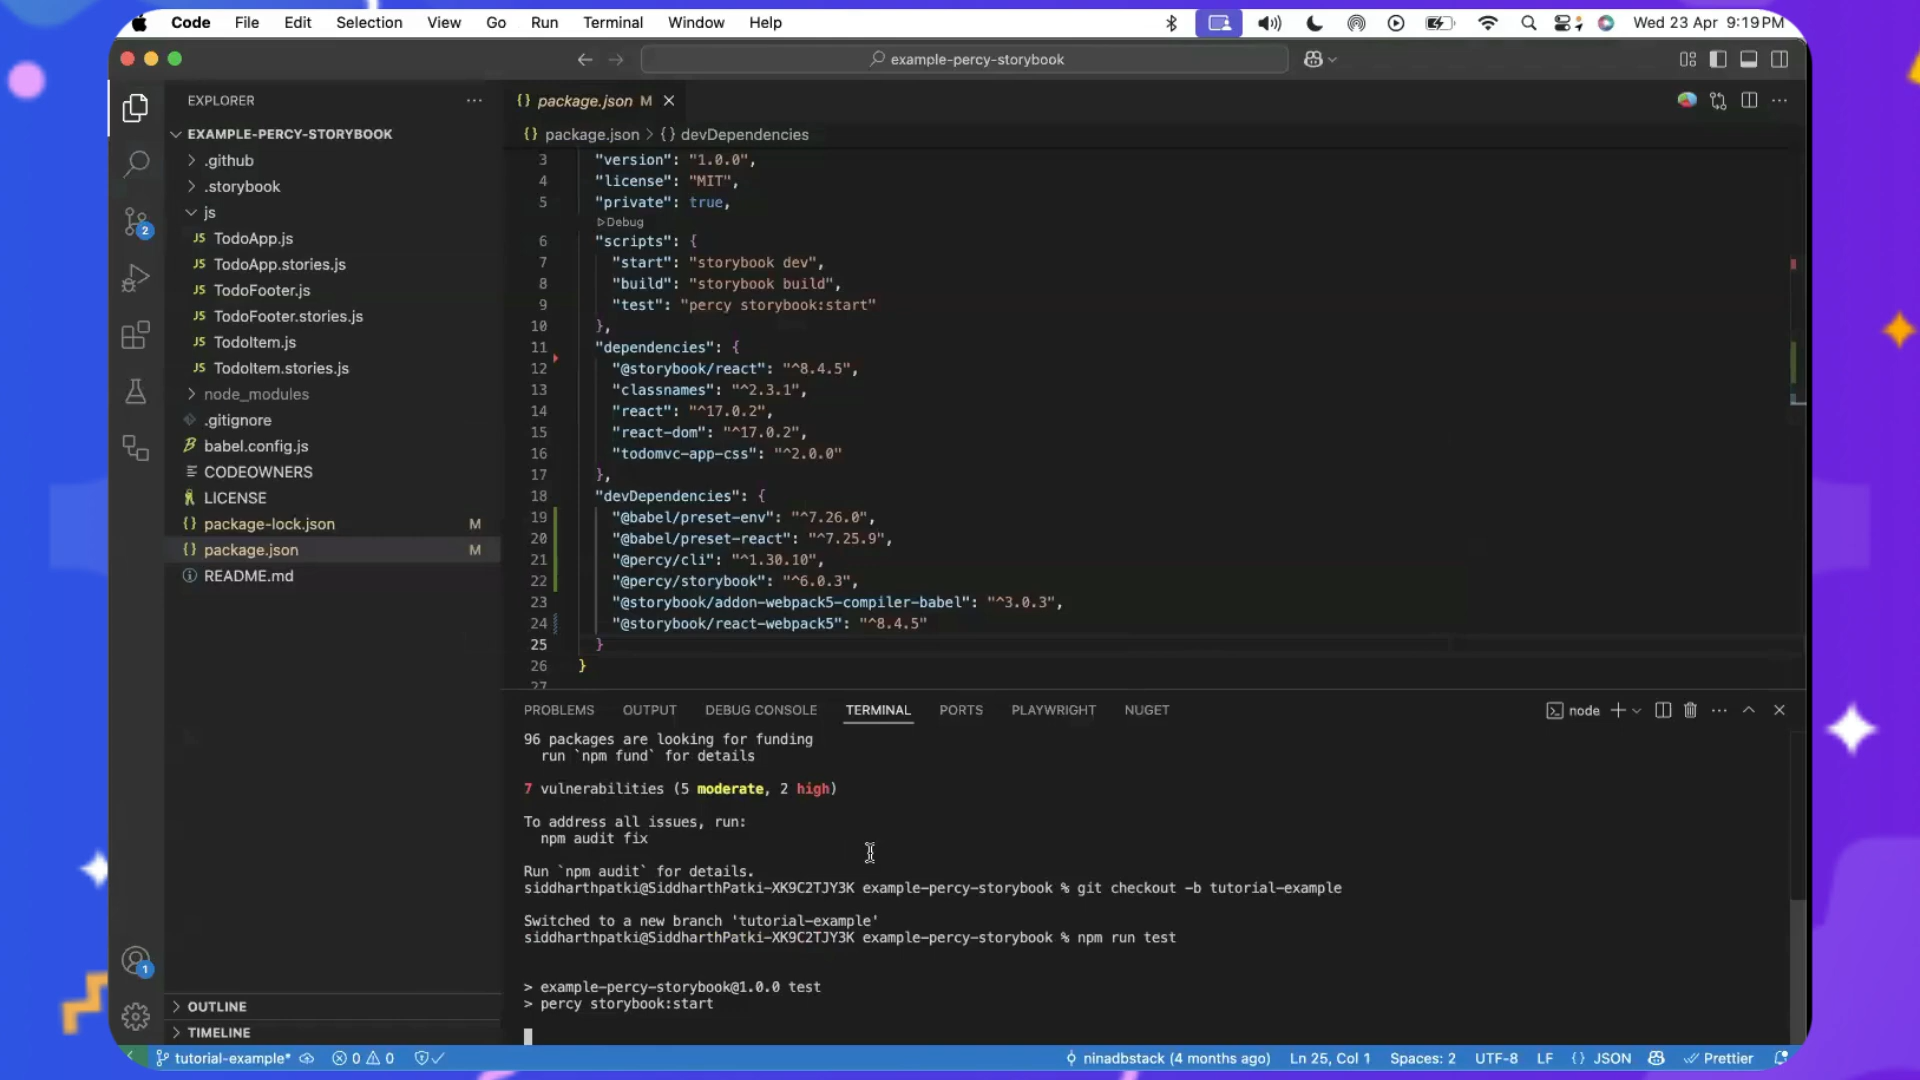 Code File Edit Selection View Go Run Terminal Window Help
Wed 23 Apr 9:19 PM
example-percy-storybook
EXPLORER
EXAMPLE-PERCY-STORYBOOK
.github
.storybook
js
JS TodoApp.js
JS TodoApp.stories.js
JS TodoFooter.js
JS TodoFooter.stories.js
JS TodoItem.js
JS TodoItem.stories.js
node_modules
.gitignore
babel.config.js
CODEOWNERS
LICENSE
{} package-lock.json M
{} package.json M
README.md
2
1
OUTLINE
TIMELINE
{} package.json M
{} package.json > {} devDependencies
3 "version": "1.0.0",
4 "license": "MIT",
5 "private": true,
Debug
6 "scripts": {
7 "start": "storybook dev",
8 "build": "storybook build",
9 "test": "percy storybook:start"
10 },
11 "dependencies": {
12 "@storybook/react": "^8.4.5",
13 "classnames": "^2.3.1",
14 "react": "^17.0.2",
15 "react-dom": "^17.0.2",
16 "todomvc-app-css": "^2.0.0"
17 },
18 "devDependencies": {
19 "@babel/preset-env": "^7.26.0",
20 "@babel/preset-react": "^7.25.9",
21 "@percy/cli": "^1.30.10",
22 "@percy/storybook": "^6.0.3",
23 "@storybook/addon-webpack5-compiler-babel": "^3.0.3",
24 "@storybook/react-webpack5": "^8.4.5"
25 }
26 }
27
PROBLEMS OUTPUT DEBUG CONSOLE TERMINAL PORTS PLAYWRIGHT NUGET
node
96 packages are looking for funding
run `npm fund` for details
7 vulnerabilities (5 moderate, 2 high)
To address all issues, run:
npm audit fix
Run `npm audit` for details.
siddharthpatki@SiddharthPatki-XK9C2TJY3K example-percy-storybook % git checkout -b tutorial-example
Switched to a new branch 'tutorial-example'
siddharthpatki@SiddharthPatki-XK9C2TJY3K example-percy-storybook % npm run test
> example-percy-storybook@1.0.0 test
> percy storybook:start
tutorial-example* 0 0
ninadbstack (4 months ago) Ln 25, Col 1 Spaces: 2 UTF-8 LF {} JSON Prettier